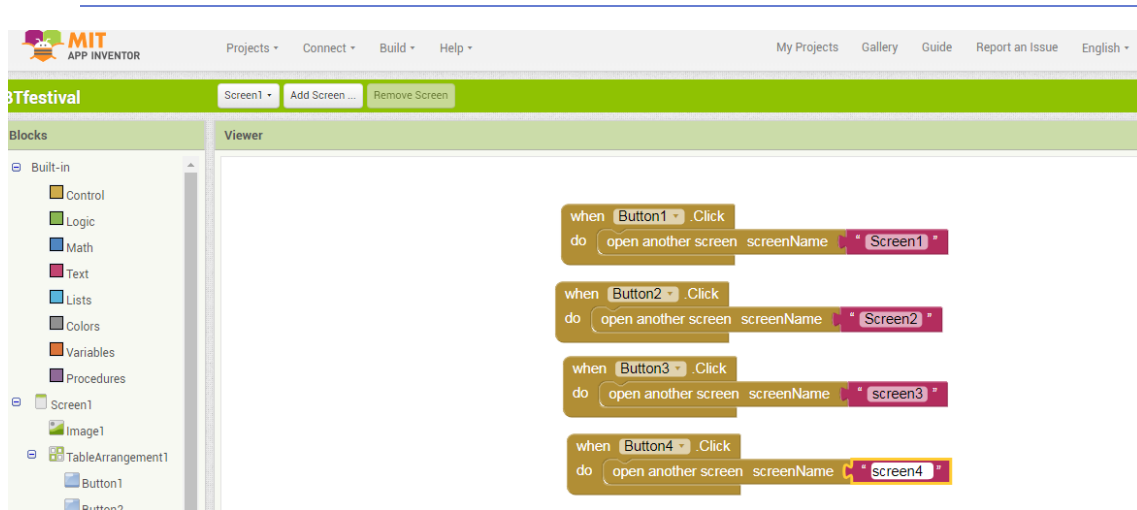 MIT
APP INVENTOR
Projects Connect Build Help My Projects Gallery Guide Report an Issue English
BTfestival
Screen1 Add Screen ... Remove Screen
Blocks
Viewer
Built-in
Control
Logic
Math
Text
Lists
Colors
Variables
Procedures
Screen1
Image1
TableArrangement1
Button1
Button2
when Button1 .Click
do open another screen screenName " Screen1 "
when Button2 .Click
do open another screen screenName " Screen2 "
when Button3 .Click
do open another screen screenName " screen3 "
when Button4 .Click
do open another screen screenName " screen4 "